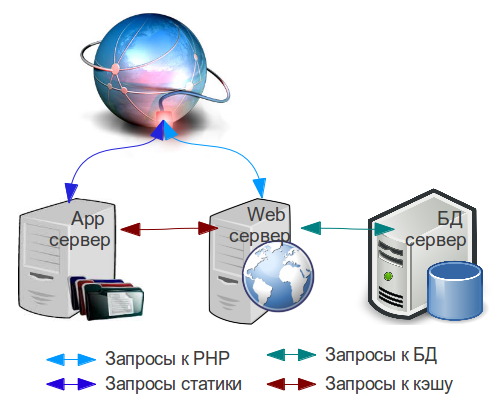 App
сервер
Web
сервер
БД
сервер
Запросы к PHP
Запросы к БД
Запросы статики
Запросы к кэшу